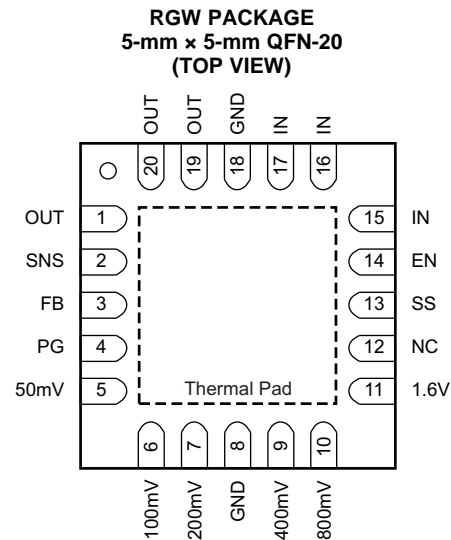 RGW PACKAGE
5-mm × 5-mm QFN-20
(TOP VIEW)
OUT
OUT
GND
IN
IN
20
19
18
17
16
OUT 1
15 IN
SNS 2
14 EN
FB 3
13 SS
PG 4
12 NC
50mV 5
Thermal Pad
11 1.6V
6
7
8
9
10
100mV
200mV
GND
400mV
800mV